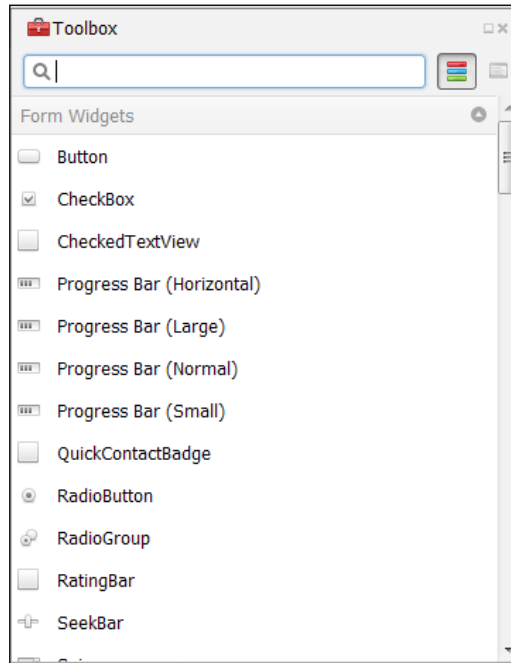 Toolbox
Form Widgets
Button
CheckBox
CheckedTextView
Progress Bar (Horizontal)
Progress Bar (Large)
Progress Bar (Normal)
Progress Bar (Small)
QuickContactBadge
RadioButton
RadioGroup
RatingBar
SeekBar